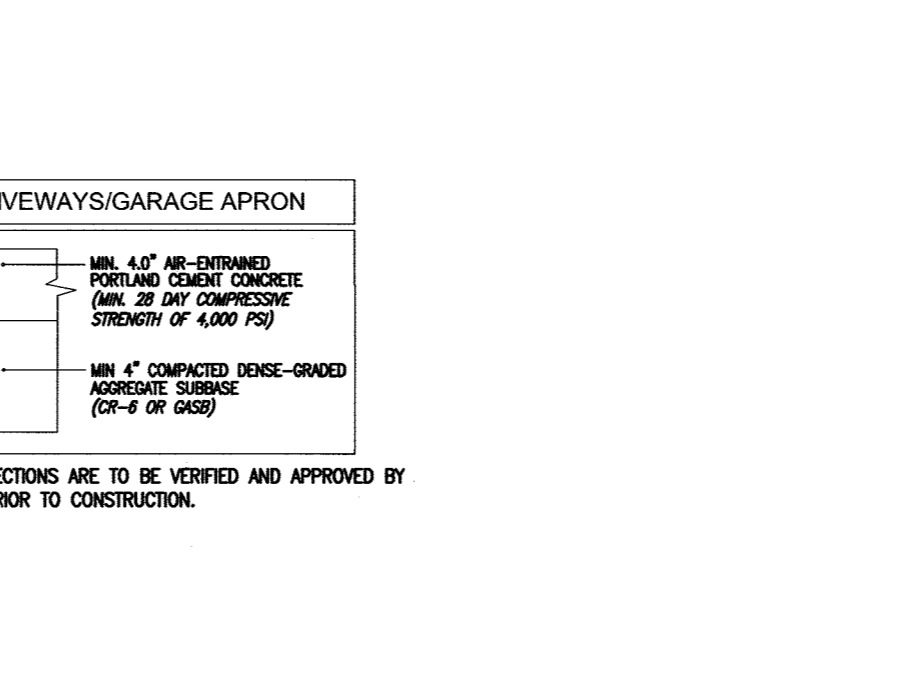 IVEWAYS/GARAGE APRON
MIN. 4.0" AIR-ENTRAINED
PORTLAND CEMENT CONCRETE
(MIN. 28 DAY COMPRESSIVE
STRENGTH OF 4,000 PSI)
MIN 4" COMPACTED DENSE-GRADED
AGGREGATE SUBBASE
(CR-6 OR GASB)
ECTIONS ARE TO BE VERIFIED AND APPROVED BY
RIOR TO CONSTRUCTION.